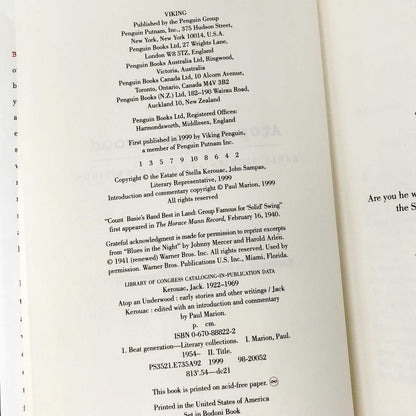 VIKING
Published by the Penguin Group
Penguin Putnam, Inc., 375 Hudson Street,
New York, New York 10014, U.S.A.
Penguin Books Ltd, 27 Wrights Lane,
London W8 5TZ, England
Penguin Books Australia Ltd, Ringwood,
Victoria, Australia
Penguin Books Canada Ltd, 10 Alcorn Avenue,
Toronto, Ontario, Canada M4V 3B2
Penguin Books (N.Z.) Ltd, 182–190 Wairau Road,
Auckland 10, New Zealand
Penguin Books Ltd, Registered Offices:
Harmondsworth, Middlesex, England
First published in 1999 by Viking Penguin,
a member of Penguin Putnam Inc.
1 3 5 7 9 10 8 6 4 2
Copyright © the Estate of Stella Kerouac, John Sampas,
Literary Representative, 1999
Introduction and commentary copyright © Paul Marion, 1999
All rights reserved
"Count Basie's Band Best in Land: Group Famous for 'Solid' Swing"
first appeared in The Horace Mann Record, February 16, 1940.
Grateful acknowledgment is made for permission to reprint excerpts
from "Blues in the Night" by Johnny Mercer and Harold Arlen.
© 1941 (renewed) Warner Bros. Inc. All rights reserved. Used by
permission. Warner Bros. Publications U.S. Inc., Miami, Florida.
LIBRARY OF CONGRESS CATALOGING-IN-PUBLICATION DATA
Kerouac, Jack. 1922–1969
Atop an Underwood : early stories and other writings / Jack
Kerouac : edited with an introduction and commentary
by Paul Marion.
p. cm.
ISBN 0-670-88822-2
1. Beat generation—Literary collections. I. Marion, Paul.
1954– II. Title.
PS3521.E735A92 1999 98-20052
813'.54—dc21
This book is printed on acid-free paper.
Printed in the United States of America
Set in Bodoni Book
Are you he w
the S